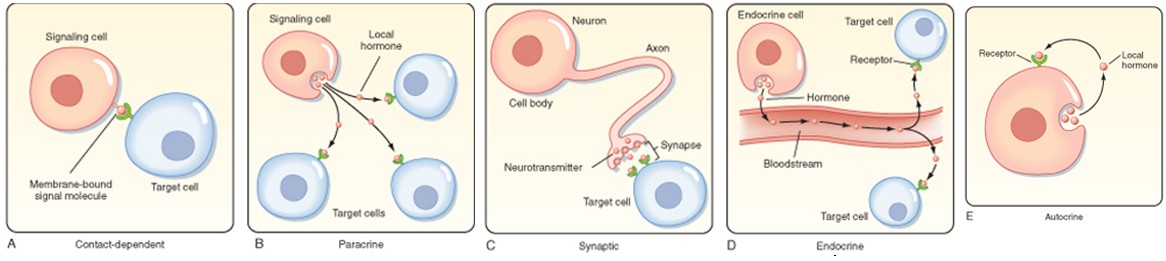 Signaling cell
Membrane-bound
signal molecule
Target cell
A
Contact-dependent
Signaling cell
Local
hormone
Target cells
B
Paracrine
Neuron
Axon
Cell body
Neurotransmitter
Synapse
Target cell
C
Synaptic
Endocrine cell
Target cell
Receptor
Hormone
Bloodstream
Target cell
D
Endocrine
Receptor
Local
hormone
E
Autocrine